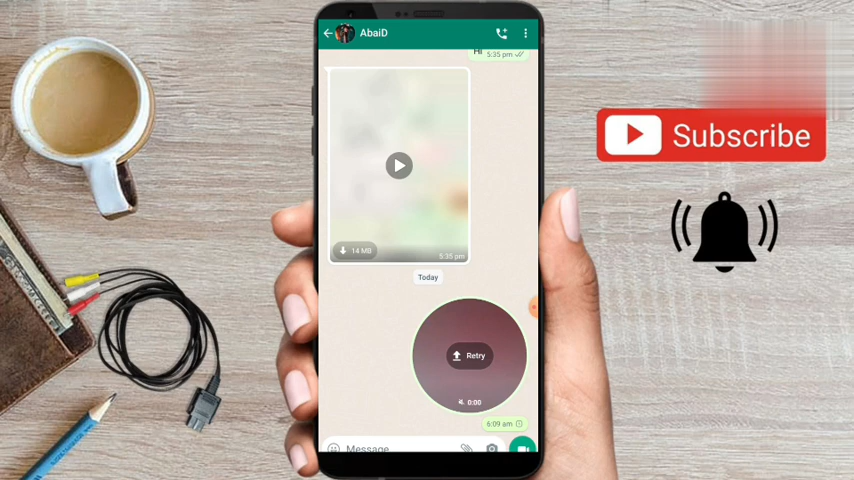 AbaiD
Hi
5:35 pm
14 MB
5:35 pm
Today
Retry
0:00
6:09 am
Message
Subscribe